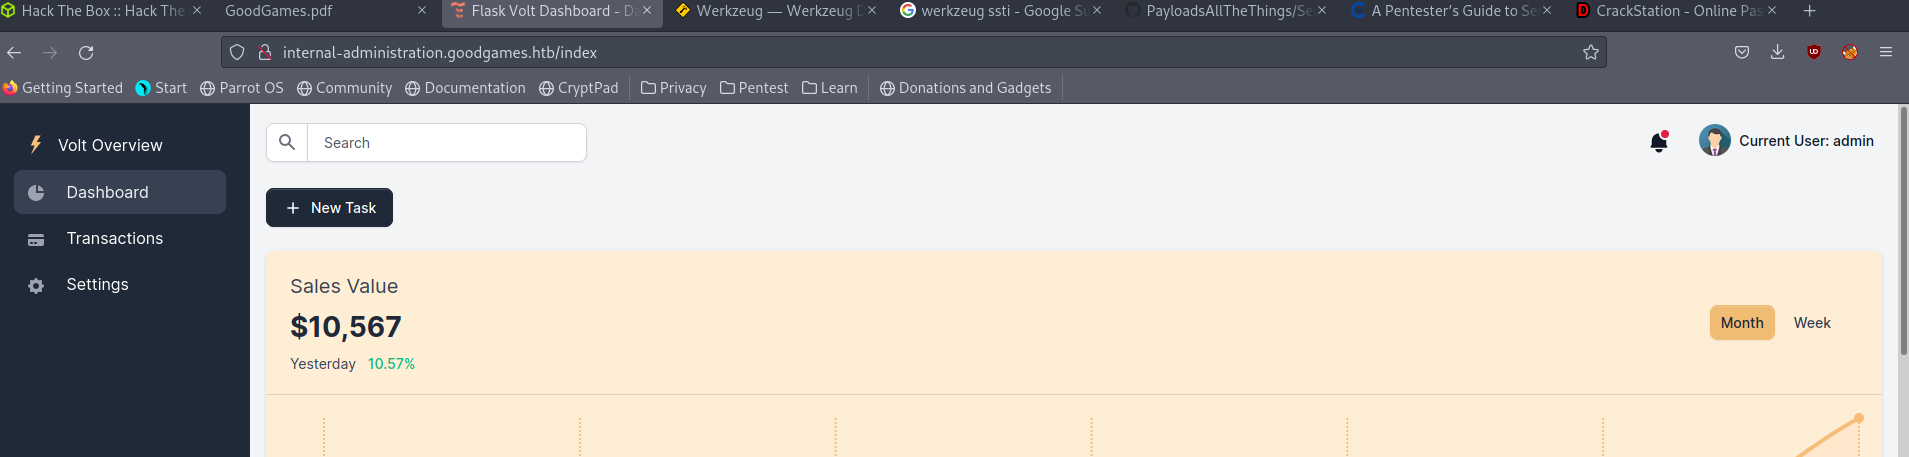 Hack The Box :: Hack The
GoodGames.pdf
Flask Volt Dashboard - Da
Werkzeug — Werkzeug D
werkzeug ssti - Google Su
PayloadsAllTheThings/Se
A Pentester's Guide to Se
CrackStation - Online Pas
internal-administration.goodgames.htb/index
Getting Started Start Parrot OS Community Documentation CryptPad Privacy Pentest Learn Donations and Gadgets
Volt Overview
Dashboard
Transactions
Settings
Search
Current User: admin
New Task
Sales Value
$10,567
Yesterday 10.57%
Month Week